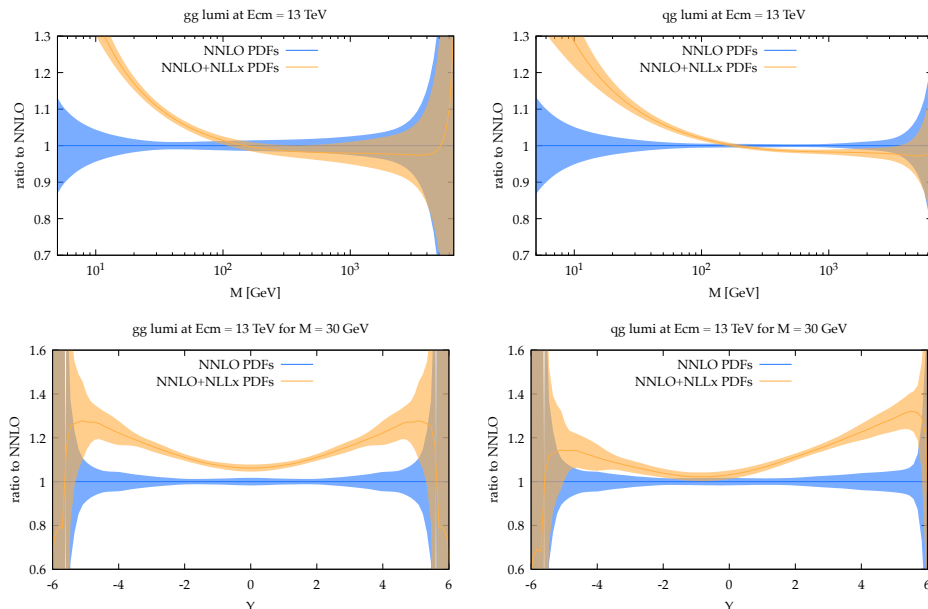 gg lumi at Ecm = 13 TeV
ratio to NNLO
1.3
1.2
1.1
1
0.9
0.8
0.7
NNLO PDFs
NNLO+NLLx PDFs
10^1
10^2
10^3
M [GeV]
qg lumi at Ecm = 13 TeV
ratio to NNLO
1.3
1.2
1.1
1
0.9
0.8
0.7
NNLO PDFs
NNLO+NLLx PDFs
10^1
10^2
10^3
M [GeV]
gg lumi at Ecm = 13 TeV for M = 30 GeV
ratio to NNLO
1.6
1.4
1.2
1
0.8
0.6
NNLO PDFs
NNLO+NLLx PDFs
-6 -4 -2 0 2 4 6
Y
qg lumi at Ecm = 13 TeV for M = 30 GeV
ratio to NNLO
1.6
1.4
1.2
1
0.8
0.6
NNLO PDFs
NNLO+NLLx PDFs
-6 -4 -2 0 2 4 6
Y